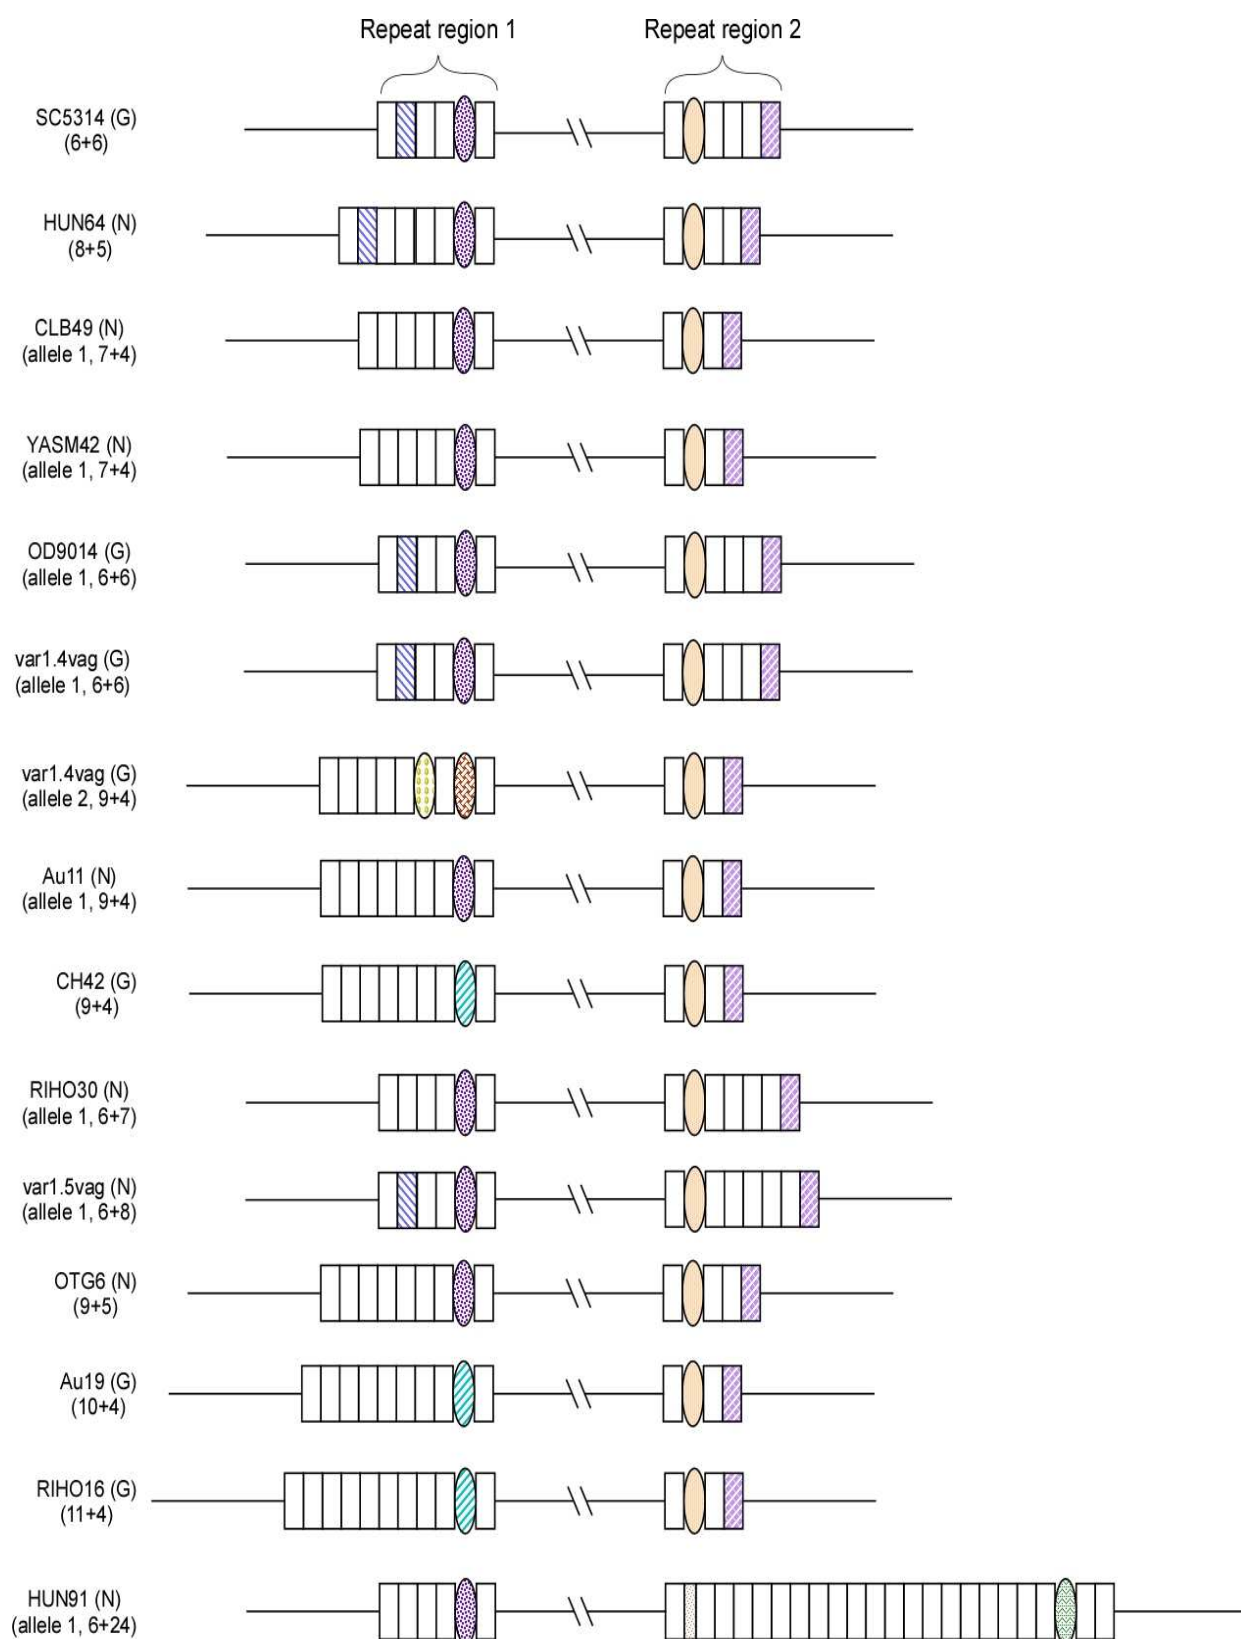 Repeat region 1
Repeat region 2
SC5314 (G)
(6+6)
HUN64 (N)
(8+5)
CLB49 (N)
(allele 1, 7+4)
YASM42 (N)
(allele 1, 7+4)
OD9014 (G)
(allele 1, 6+6)
var1.4vag (G)
(allele 1, 6+6)
var1.4vag (G)
(allele 2, 9+4)
Au11 (N)
(allele 1, 9+4)
CH42 (G)
(9+4)
RIHO30 (N)
(allele 1, 6+7)
var1.5vag (N)
(allele 1, 6+8)
OTG6 (N)
(9+5)
Au19 (G)
(10+4)
RIHO16 (G)
(11+4)
HUN91 (N)
(allele 1, 6+24)